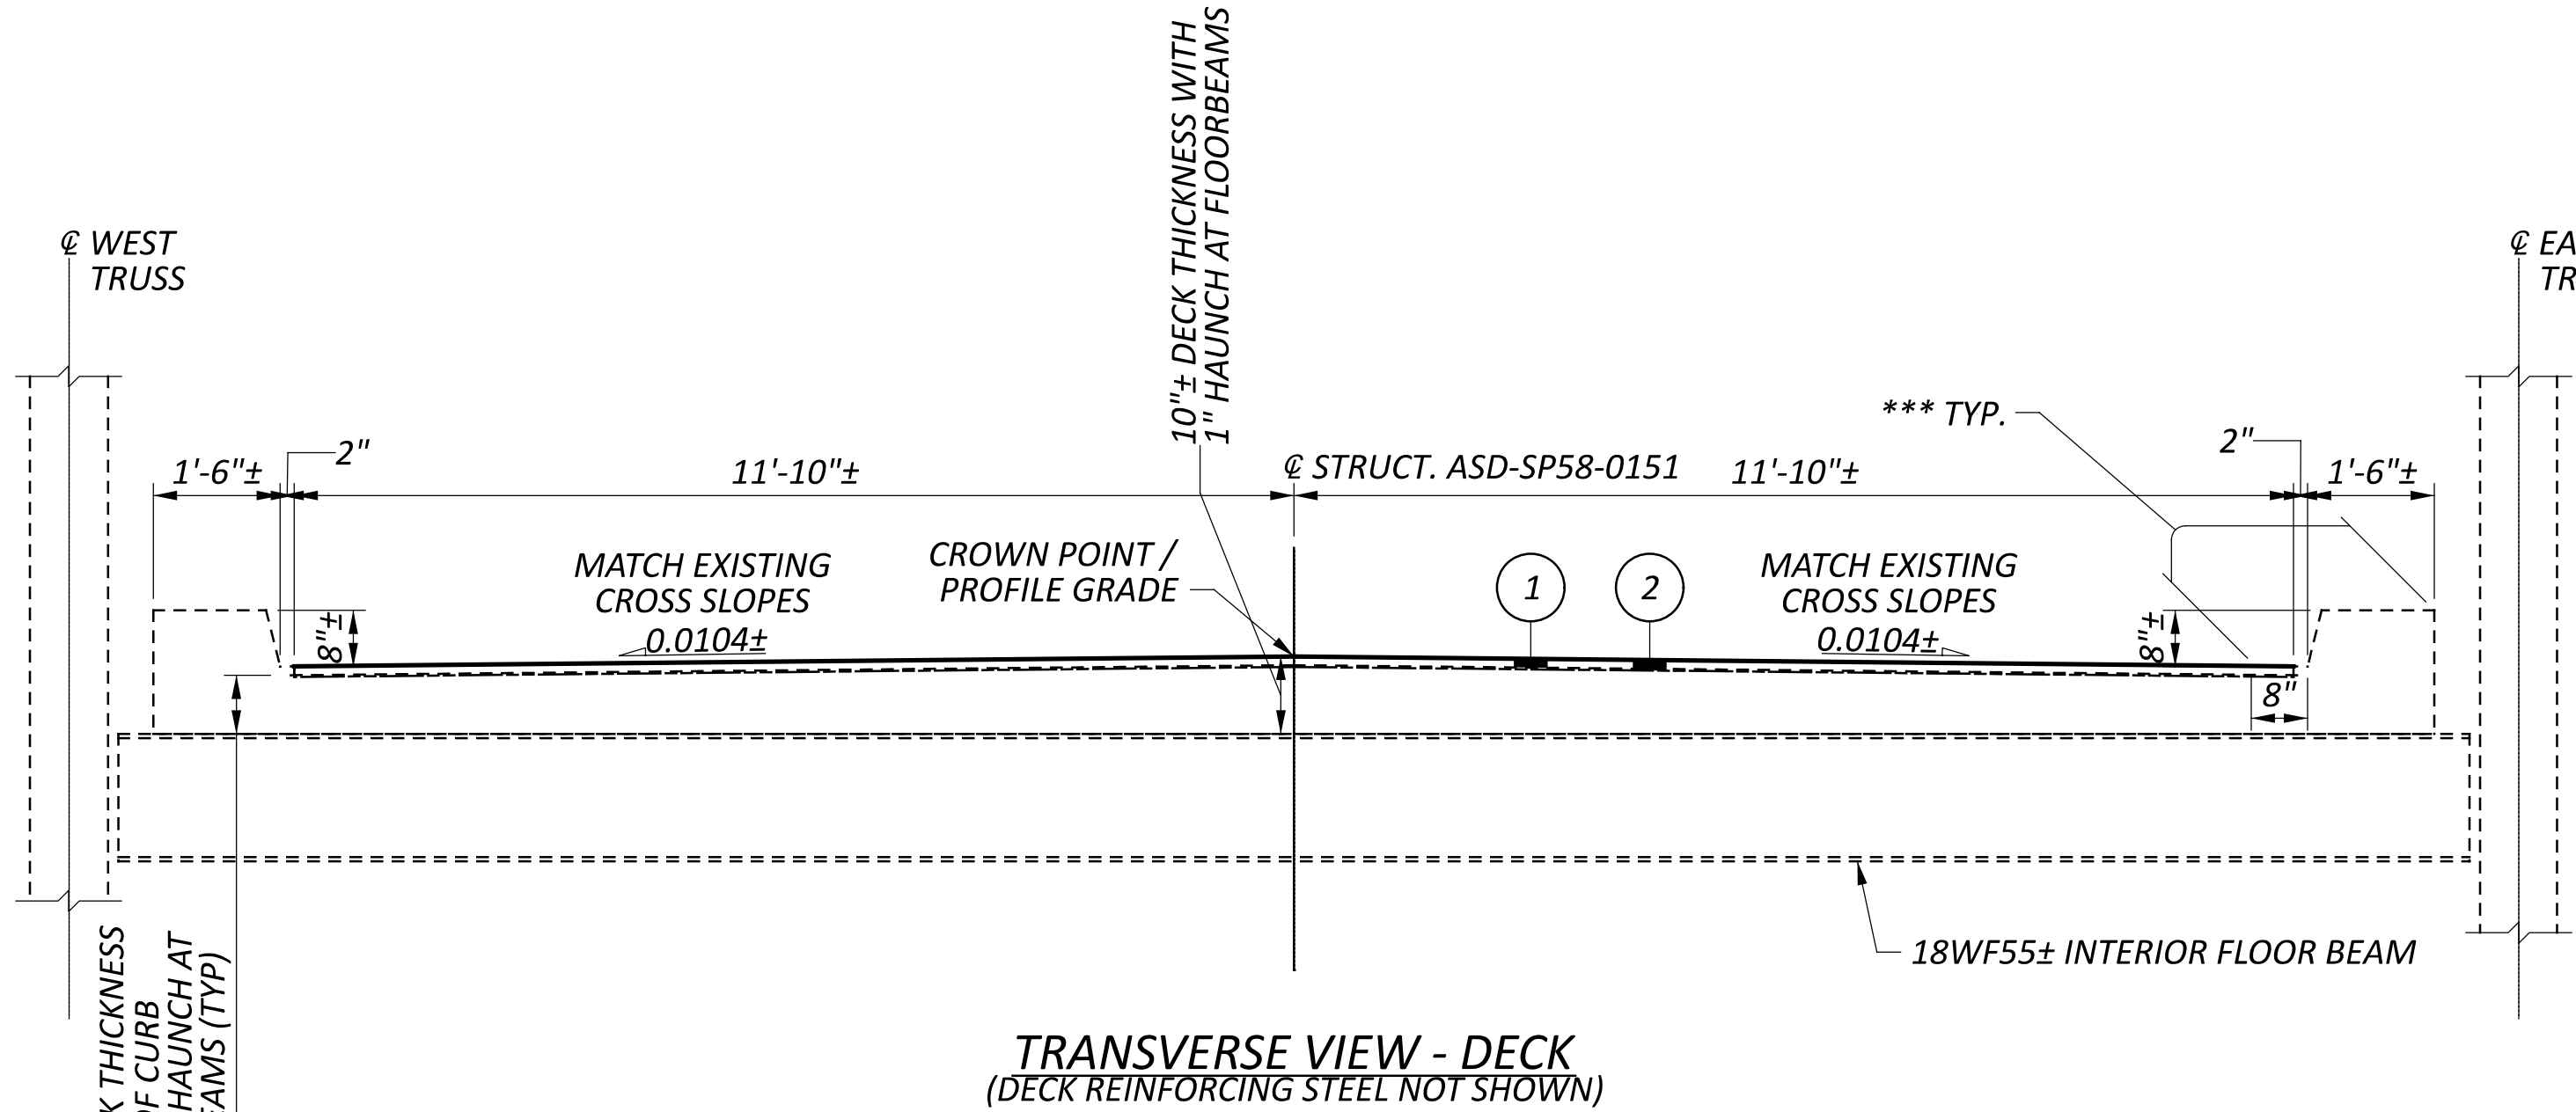 10"± DECK THICKNESS WITH
1" HAUNCH AT FLOORBEAMS
℄ WEST
TRUSS
℄
*** TYP.
1'-6"±
2"
11'-10"±
℄ STRUCT. ASD-SP58-0151
11'-10"±
2"
1'-6"±
MATCH EXISTING
CROSS SLOPES
0.0104±
CROWN POINT /
PROFILE GRADE
1
2
MATCH EXISTING
CROSS SLOPES
0.0104±
8"±
8"±
8"
18WF55± INTERIOR FLOOR BEAM
THICKNESS
OF CURB
HAUNCH AT
(TYP)
TRANSVERSE VIEW - DECK
(DECK REINFORCING STEEL NOT SHOWN)